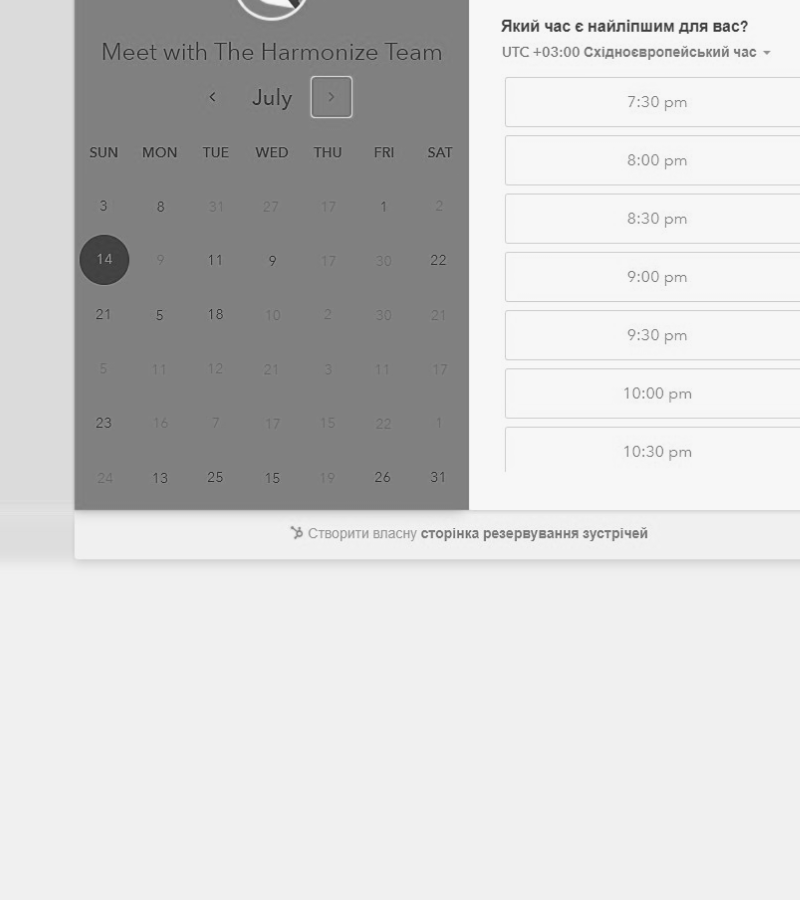 Meet with The Harmonize Team
July
SUN MON TUE WED THU FRI SAT
3 8 31 27 17 1 2
14 9 11 9 17 30 22
21 5 18 10 2 30 21
5 11 12 21 3 11 17
23 16 7 17 15 22 1
24 13 25 15 19 26 31
Який час є найліпшим для вас?
UTC +03:00 Східноєвропейський час
7:30 pm
8:00 pm
8:30 pm
9:00 pm
9:30 pm
10:00 pm
10:30 pm
Створити власну сторінка резервування зустрічей